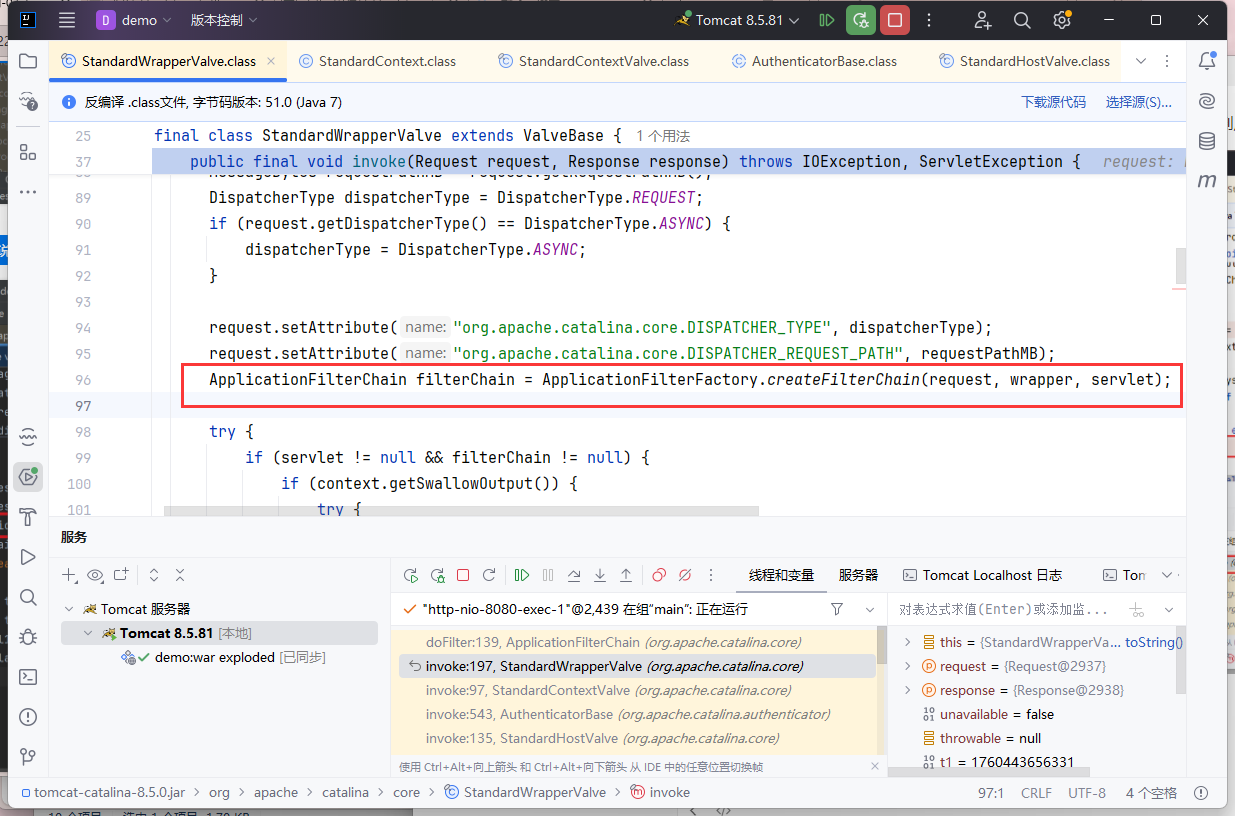 D demo 版本控制 Tomcat 8.5.81
StandardWrapperValve.class StandardContext.class StandardContextValve.class AuthenticatorBase.class StandardHostValve.class
反编译 .class文件, 字节码版本: 51.0 (Java 7) 下载源代码 选择源(S)...
25 final class StandardWrapperValve extends ValveBase { 1 个用法
37 public final void invoke(Request request, Response response) throws IOException, ServletException { request:
89 DispatcherType dispatcherType = DispatcherType.REQUEST;
90 if (request.getDispatcherType() == DispatcherType.ASYNC) {
91 dispatcherType = DispatcherType.ASYNC;
92 }
93
94 request.setAttribute( name: "org.apache.catalina.core.DISPATCHER_TYPE", dispatcherType);
95 request.setAttribute( name: "org.apache.catalina.core.DISPATCHER_REQUEST_PATH", requestPathMB);
96 ApplicationFilterChain filterChain = ApplicationFilterFactory.createFilterChain(request, wrapper, servlet);
97
98 try {
99 if (servlet != null && filterChain != null) {
100 if (context.getSwallowOutput()) {
101 try {
服务
线程和变量 服务器 Tomcat Localhost 日志 Tom
Tomcat 服务器
Tomcat 8.5.81 [本地]
demo:war exploded [已同步]
"http-nio-8080-exec-1"@2,439 在组"main": 正在运行
doFilter:139, ApplicationFilterChain (org.apache.catalina.core)
invoke:197, StandardWrapperValve (org.apache.catalina.core)
invoke:97, StandardContextValve (org.apache.catalina.core)
invoke:543, AuthenticatorBase (org.apache.catalina.authenticator)
invoke:135, StandardHostValve (org.apache.catalina.core)
使用 Ctrl+Alt+向上箭头 和 Ctrl+Alt+向下箭头 从 IDE 中的任意位置切换帧
对表达式求值(Enter)或添加监...
this = {StandardWrapperVa... toString()
request = {Request@2937}
response = {Response@2938}
unavailable = false
throwable = null
t1 = 1760443656331
tomcat-catalina-8.5.0.jar > org > apache > catalina > core > StandardWrapperValve > invoke 97:1 CRLF UTF-8 4 个空格